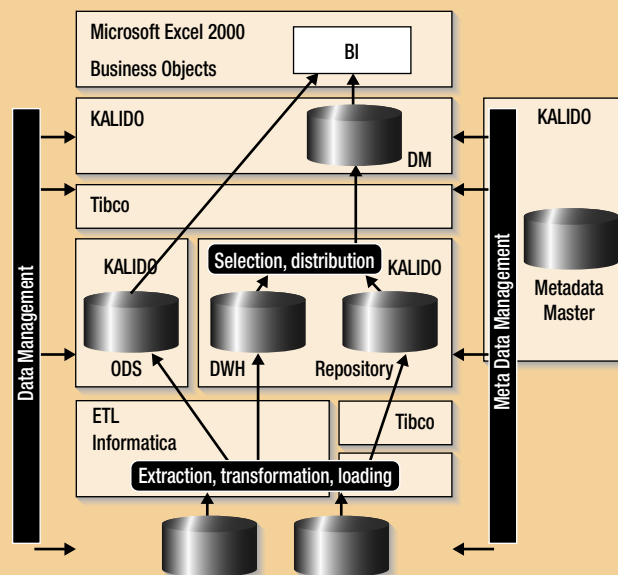 Microsoft Excel 2000
Business Objects
BI
KALIDO
DM
KALIDO
Metadata
Master
Tibco
Data Management
Meta Data Management
KALIDO
ODS
Selection, distribution
KALIDO
DWH
Repository
ETL
Informatica
Tibco
Extraction, transformation, loading